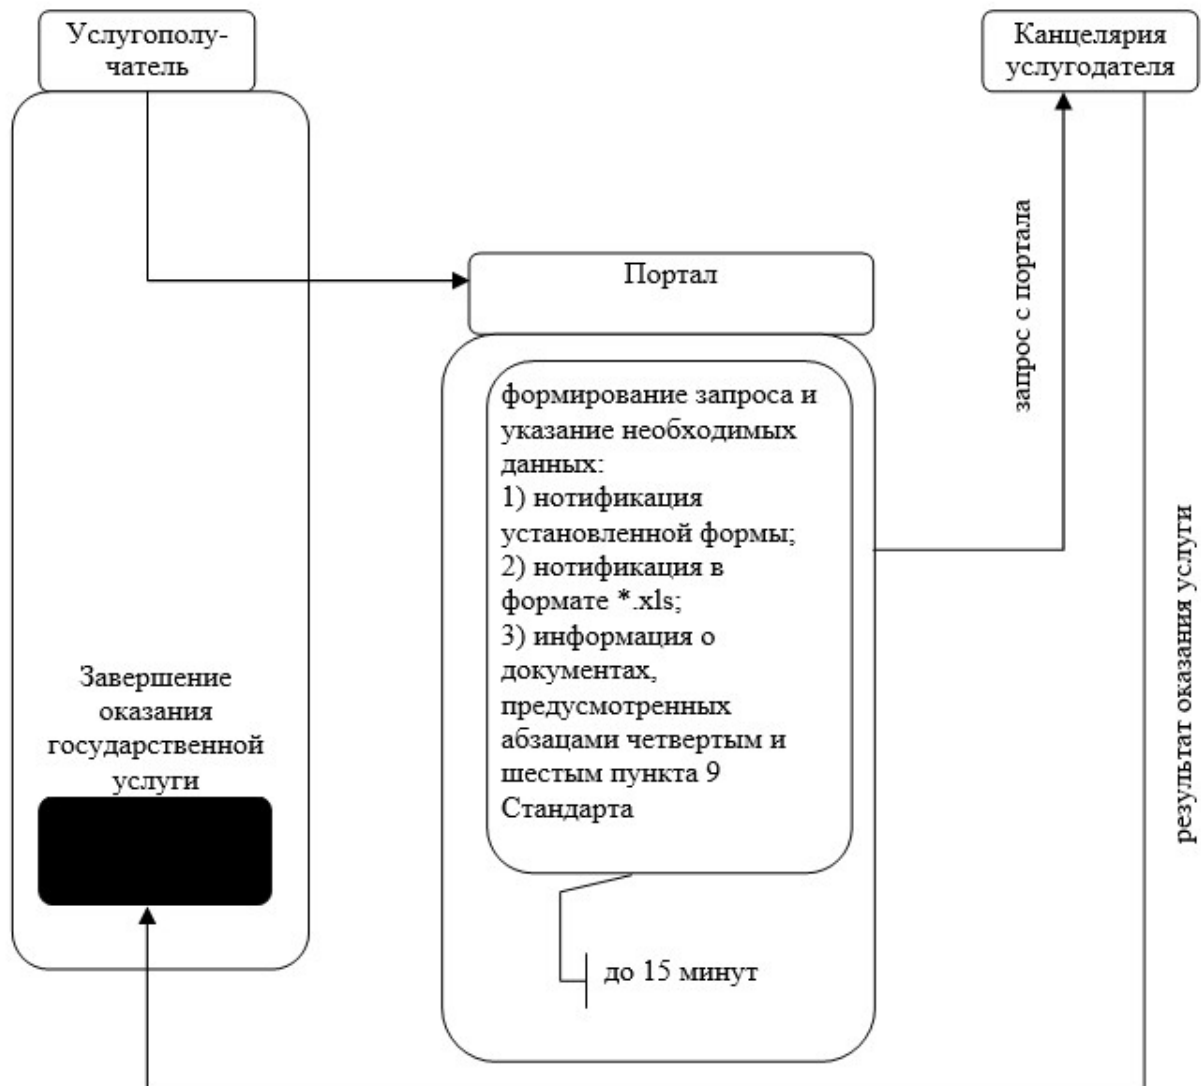 Услугополу-
чатель
Канцелярия
услугодателя
Портал
запрос с портала
формирование запроса и
указание необходимых
данных:
1) нотификация
установленной формы;
2) нотификация в
формате *.xls;
3) информация о
документах,
предусмотренных
абзацами четвертым и
шестым пункта 9
Стандарта
результат оказания услуги
Завершение
оказания
государственной
услуги
до 15 минут